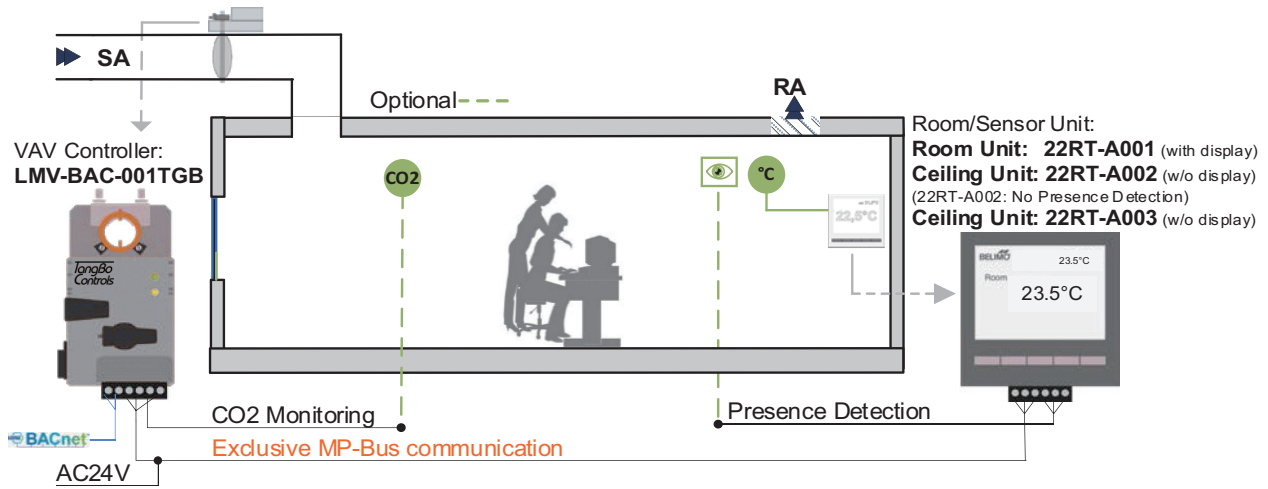 SA
Optional
RA
VAV Controller:
LMV-BAC-001TGB
Room/Sensor Unit:
Room Unit: 22RT-A001 (with display)
Ceiling Unit: 22RT-A002 (w/o display)
(22RT-A002: No Presence Detection)
Ceiling Unit: 22RT-A003 (w/o display)
CO2
°C
22,5°C
TangBo
Controls
BELIMO
23.5°C
Room
23.5°C
CO2 Monitoring
Presence Detection
BACnet
Exclusive MP-Bus communication
AC24V